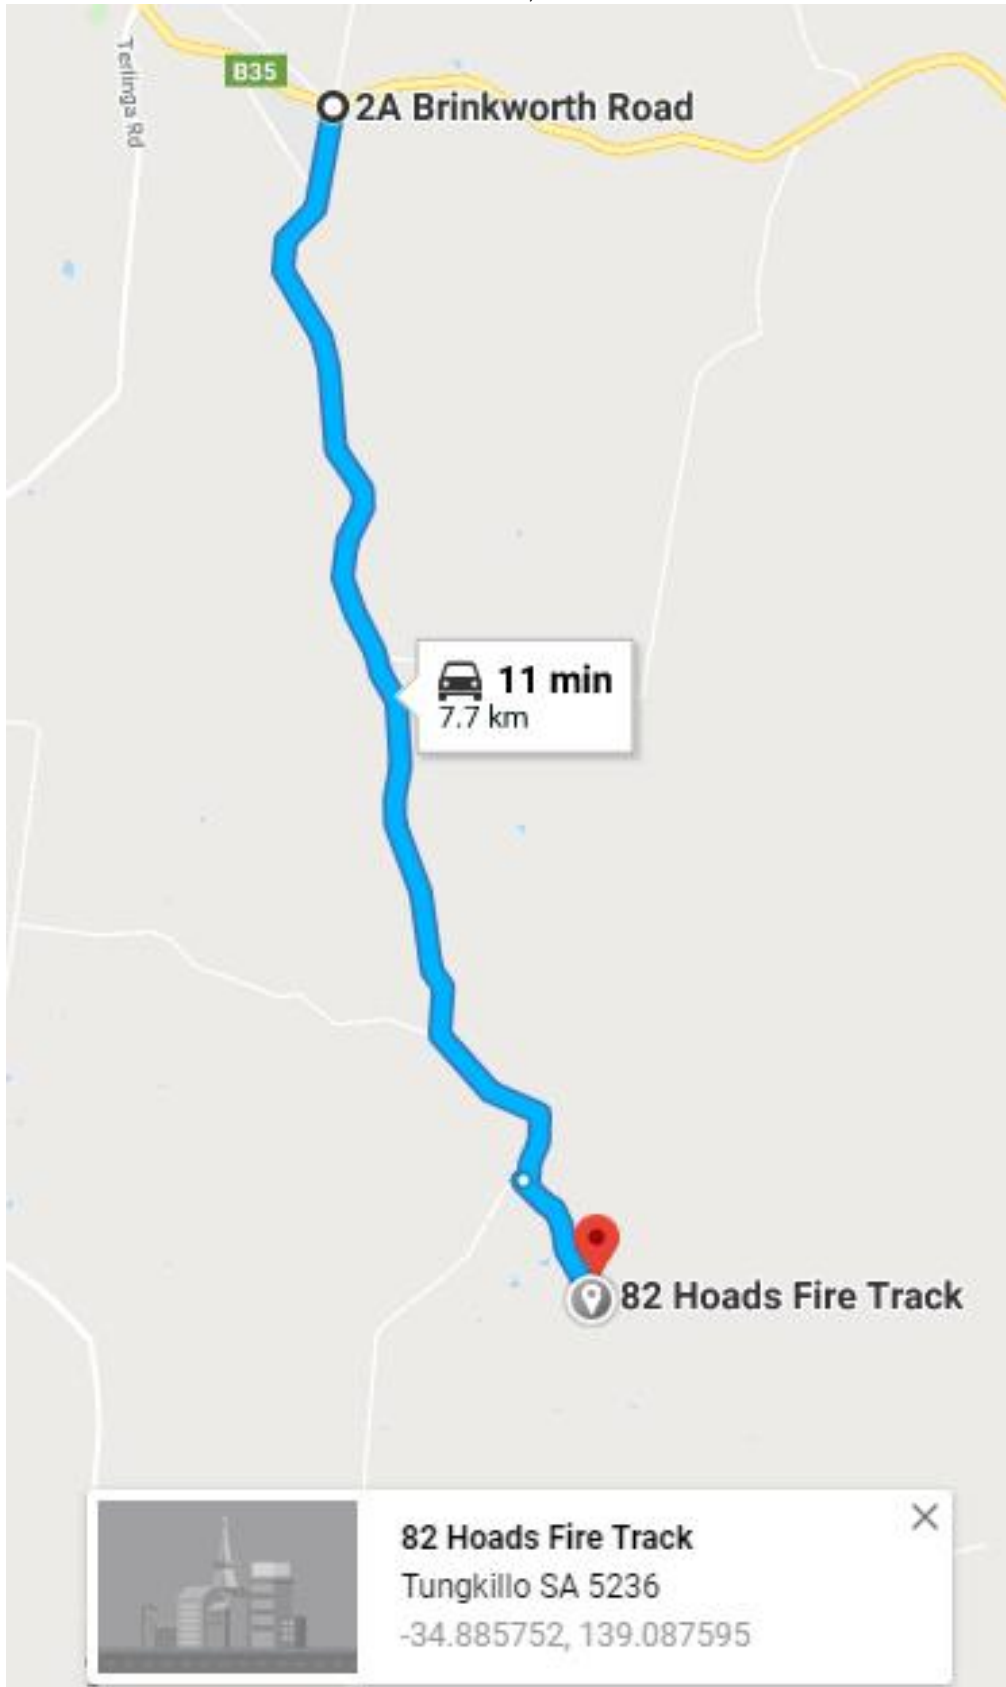 Terlinga Rd
B35
2A Brinkworth Road
11 min
7.7 km
82 Hoads Fire Track
82 Hoads Fire Track
Tungkillo SA 5236
-34.885752, 139.087595